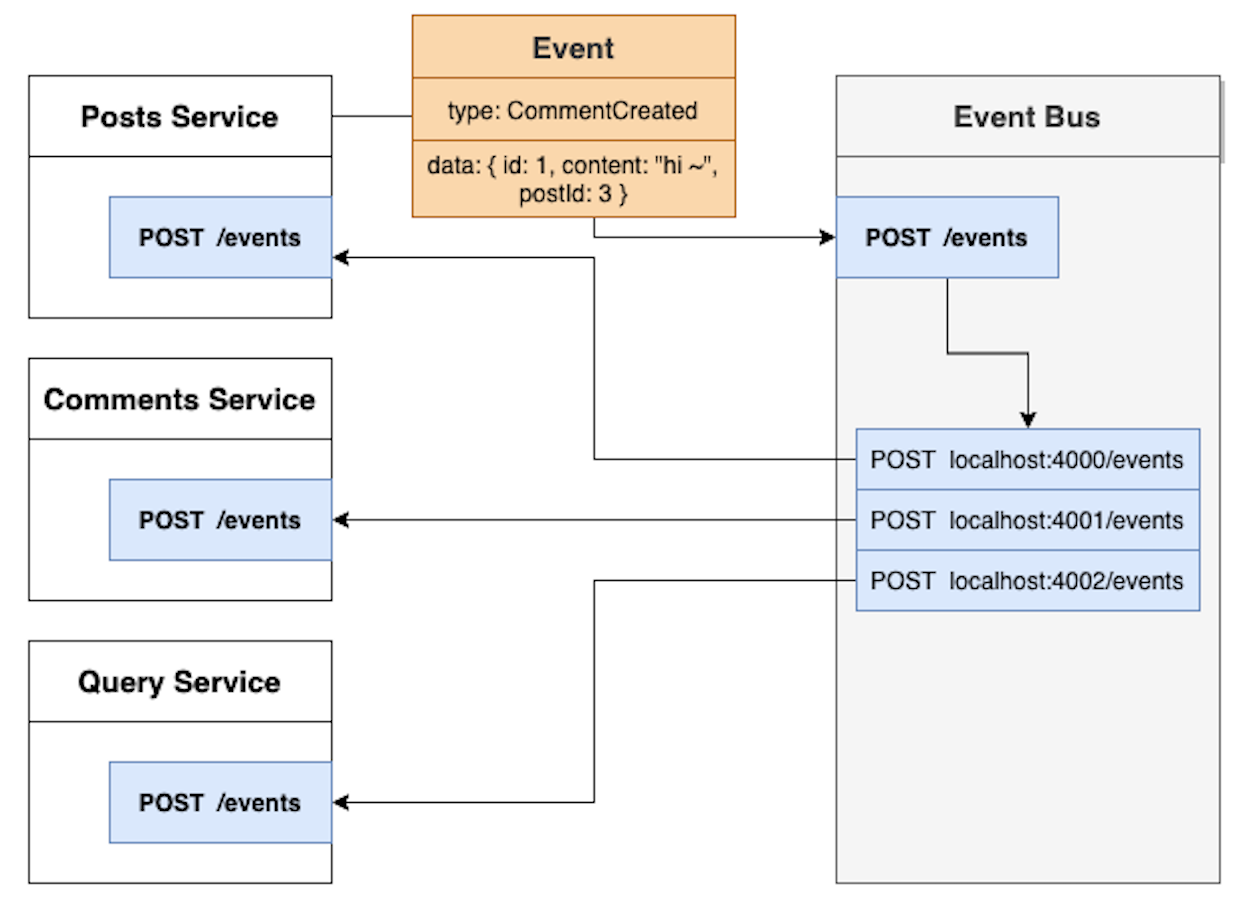 Event
type: CommentCreated
data: { id: 1, content: "hi ~",
postId: 3 }
Posts Service
POST /events
Event Bus
POST /events
POST localhost:4000/events
POST localhost:4001/events
POST localhost:4002/events
Comments Service
POST /events
Query Service
POST /events